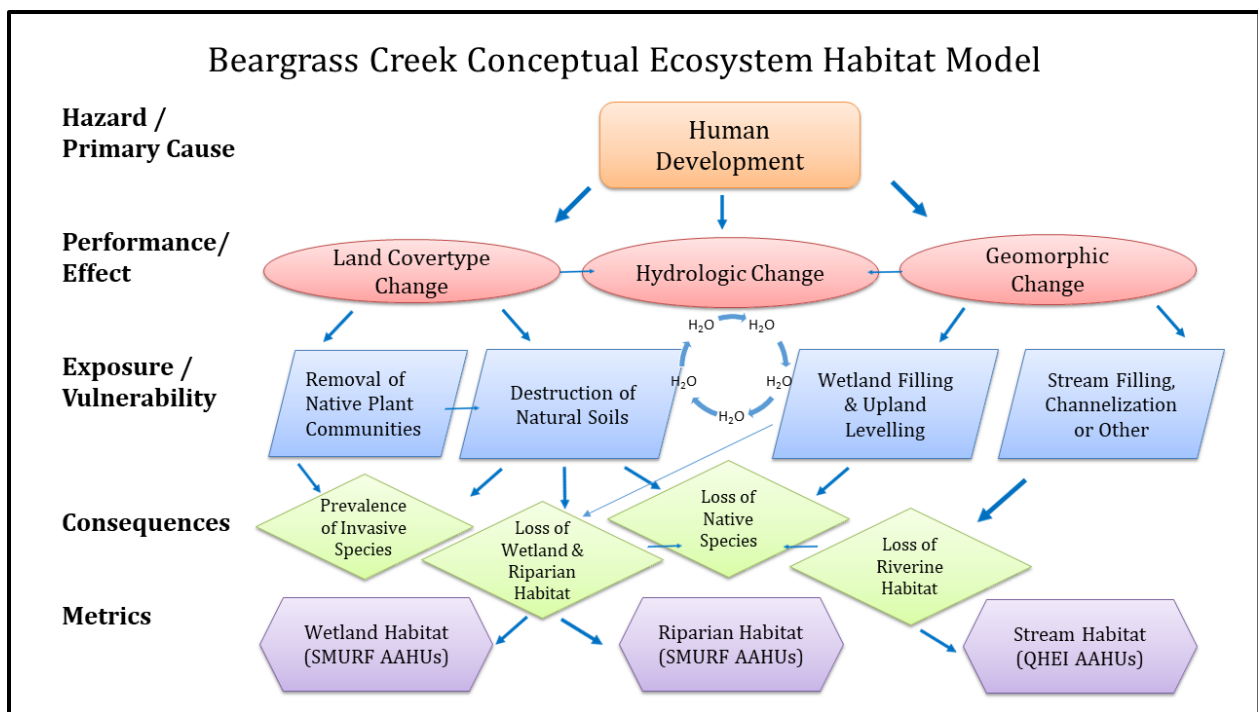 Beargrass Creek Conceptual Ecosystem Habitat Model
Hazard /
Primary Cause
Human
Development
Performance/
Effect
Land Covertype
Change
Hydrologic Change
Geomorphic
Change
H₂O
H₂O
H₂O
H₂O
H₂O
Exposure /
Vulnerability
Removal of
Native Plant
Communities
Destruction of
Natural Soils
Wetland Filling
& Upland
Levelling
Stream Filling,
Channelization
or Other
Consequences
Prevalence
of Invasive
Species
Loss of
Wetland &
Riparian
Habitat
Loss of
Native
Species
Loss of
Riverine
Habitat
Metrics
Wetland Habitat
(SMURF AAHUs)
Riparian Habitat
(SMURF AAHUs)
Stream Habitat
(QHEI AAHUs)